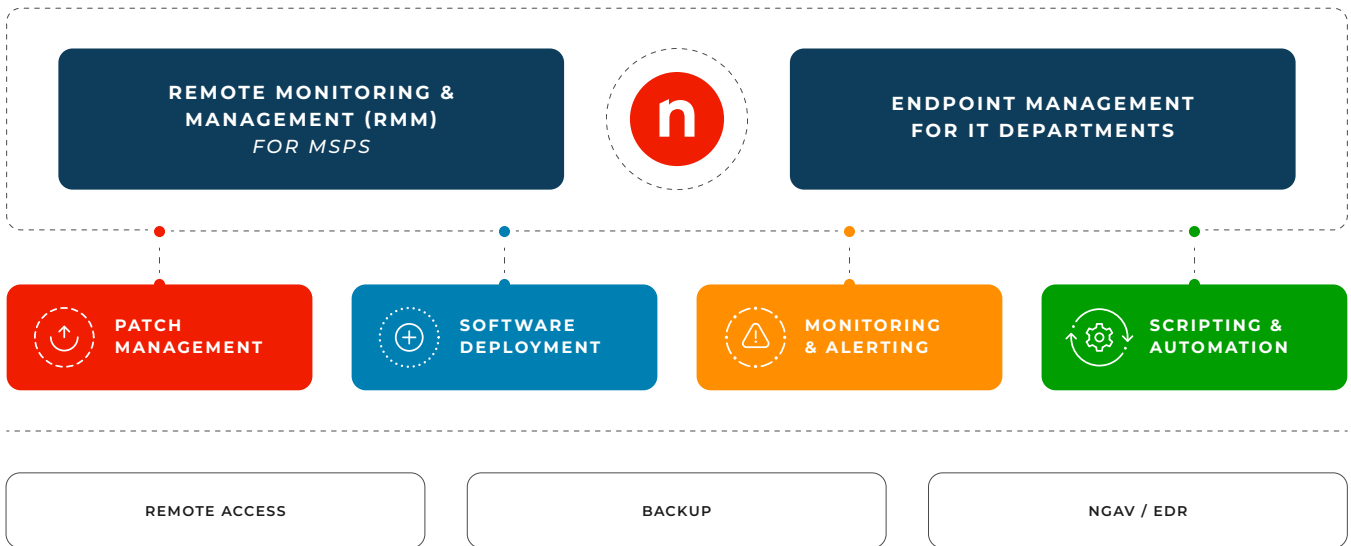 REMOTE MONITORING &
MANAGEMENT (RMM)
FOR MSPS
n
ENDPOINT MANAGEMENT
FOR IT DEPARTMENTS
PATCH
MANAGEMENT
SOFTWARE
DEPLOYMENT
MONITORING
& ALERTING
SCRIPTING &
AUTOMATION
REMOTE ACCESS
BACKUP
NGAV / EDR